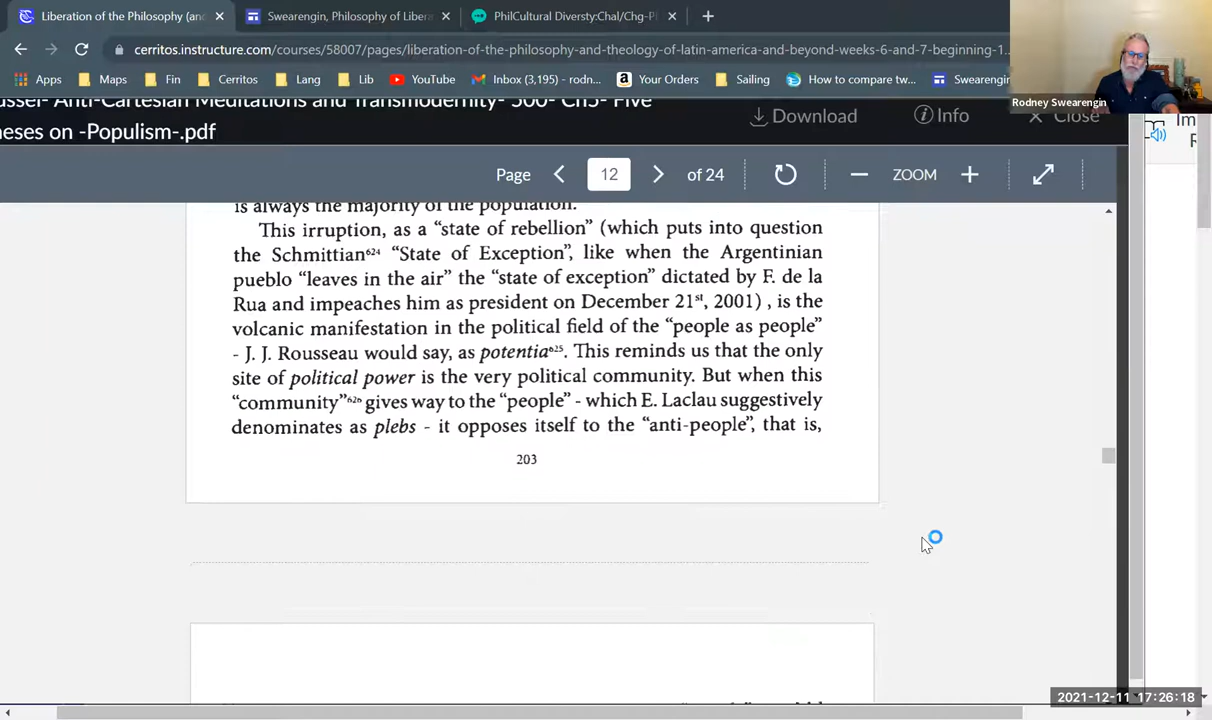 Liberation of the Philosophy (an
Swearengin, Philosophy of Libera
PhilCultural Diversty:Chal/Chg-P
cerritos.instructure.com/courses/58007/pages/liberation-of-the-philosophy-and-theology-of-latin-america-and-beyond-weeks-6-and-7-beginning-1...
Apps Maps Fin Cerritos Lang Lib YouTube Inbox (3,195) - rodn... Your Orders Sailing How to compare tw... Swearengin
Rodney Swearengin
ussel- Anti-Cartesian Meditations and Transmodernity- 300- Ch5- Five
heses on -Populism-.pdf
Download Info Close
Im
R
Page 12 of 24 ZOOM
is always the majority of the population.
This irruption, as a “state of rebellion” (which puts into question
the Schmittian⁶²⁴ “State of Exception”, like when the Argentinian
pueblo “leaves in the air” the “state of exception” dictated by F. de la
Rua and impeaches him as president on December 21ˢᵗ, 2001) , is the
volcanic manifestation in the political field of the “people as people”
- J. J. Rousseau would say, as potentia⁶²⁵. This reminds us that the only
site of political power is the very political community. But when this
“community”⁶²⁶ gives way to the “people” - which E. Laclau suggestively
denominates as plebs - it opposes itself to the “anti-people”, that is,
203
2021-12-11 17:26:18